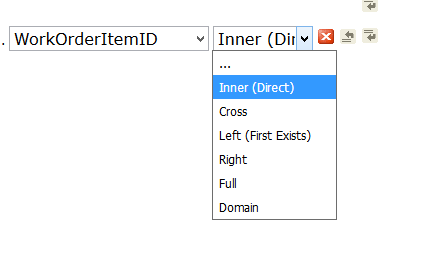 . WorkOrderItemID Inner (Dir
...
Inner (Direct)
Cross
Left (First Exists)
Right
Full
Domain